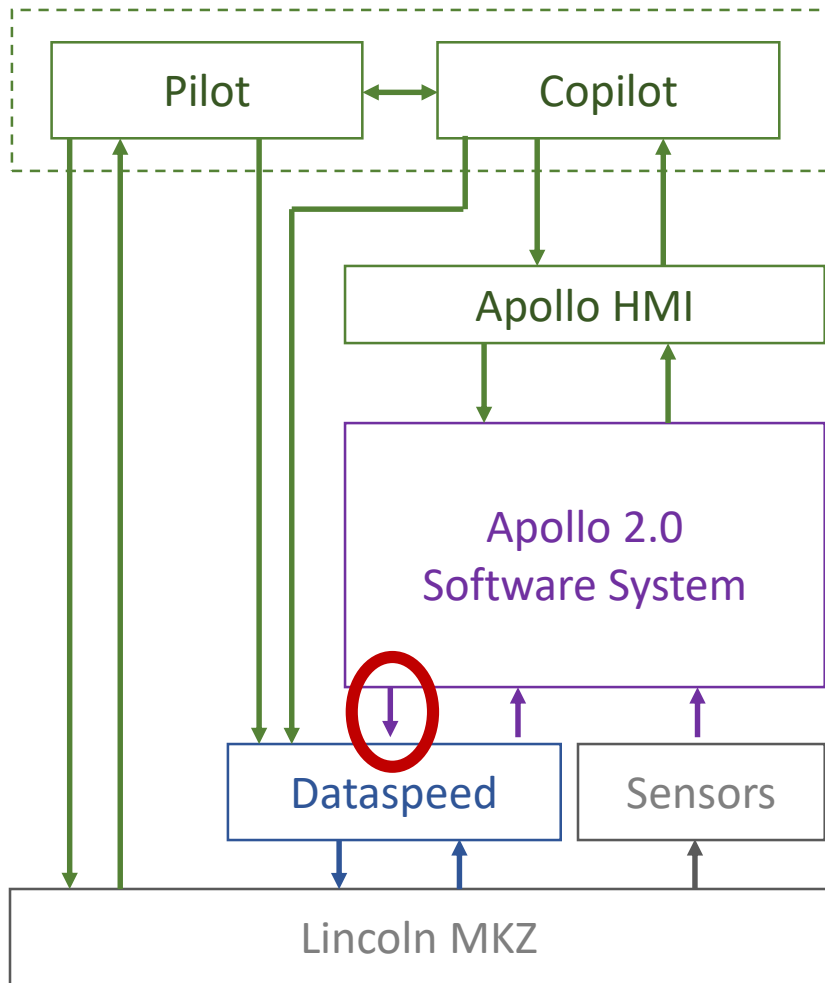 Pilot
Copilot
Apollo HMI
Apollo 2.0
Software System
Dataspeed
Sensors
Lincoln MKZ